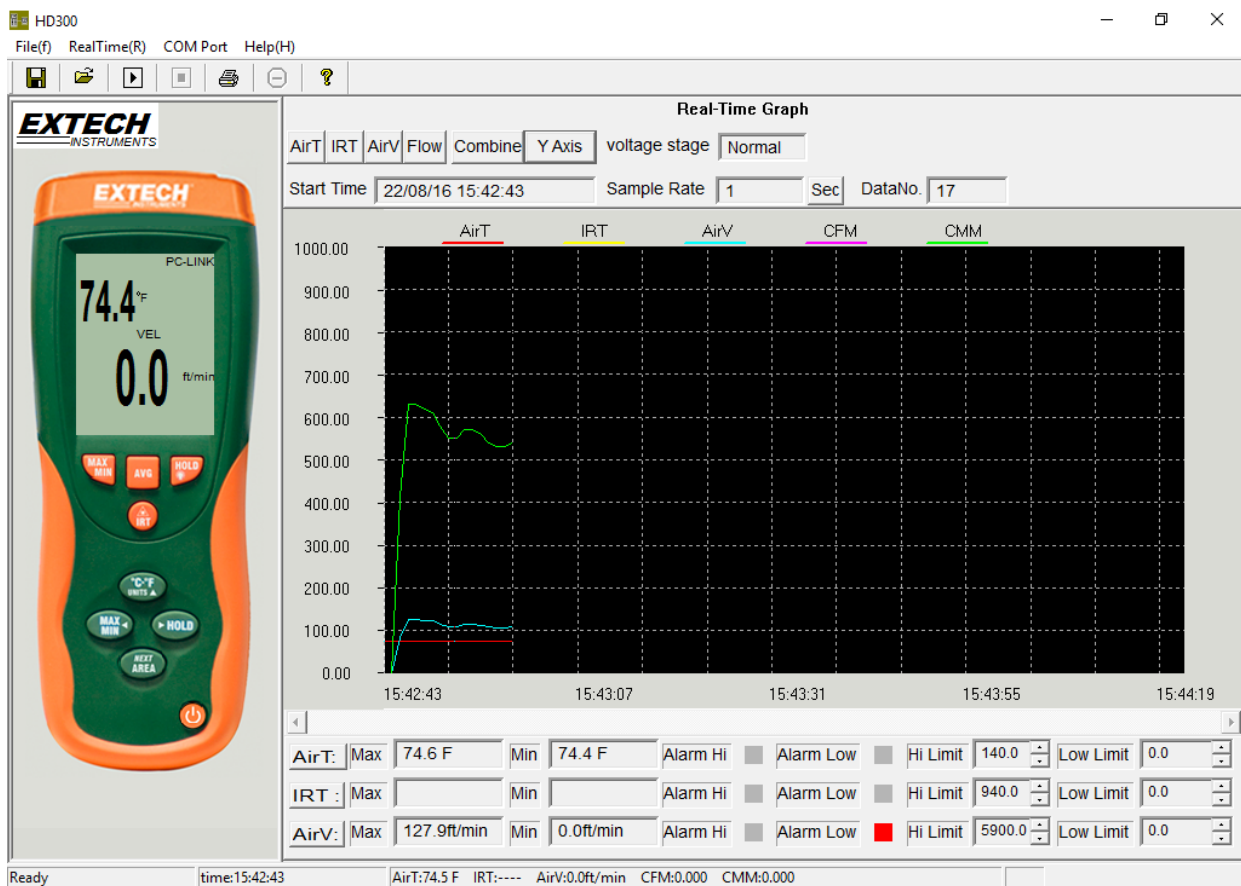 HD300
File(f) RealTime(R) COM Port Help(H)
EXTECH
INSTRUMENTS
EXTECH
INSTRUMENTS
PC-LINK
74.4 °F
VEL
0.0 ft/min
MAX MIN AVG HOLD
IRT
°C-°F
UNITS ▲
MAX MIN ◄ ► HOLD
NEXT
AREA
Real-Time Graph
AirT IRT AirV Flow Combine Y Axis voltage stage Normal
Start Time 22/08/16 15:42:43 Sample Rate 1 Sec DataNo. 17
AirT IRT AirV CFM CMM
1000.00
900.00
800.00
700.00
600.00
500.00
400.00
300.00
200.00
100.00
0.00
15:42:43 15:43:07 15:43:31 15:43:55 15:44:19
AirT: Max 74.6 F Min 74.4 F Alarm Hi Alarm Low Hi Limit 140.0 Low Limit 0.0
IRT : Max Min Alarm Hi Alarm Low Hi Limit 940.0 Low Limit 0.0
AirV: Max 127.9ft/min Min 0.0ft/min Alarm Hi Alarm Low Hi Limit 5900.0 Low Limit 0.0
Ready time:15:42:43 AirT:74.5 F IRT:---- AirV:0.0ft/min CFM:0.000 CMM:0.000